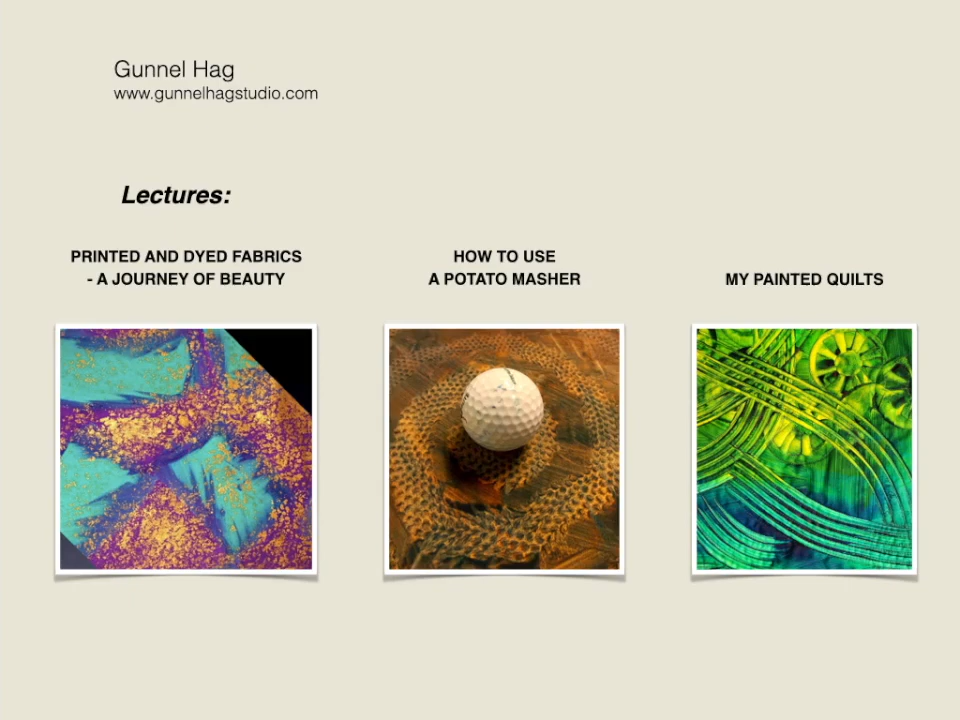 Gunnel Hag
www.gunnelhagstudio.com
Lectures:
PRINTED AND DYED FABRICS
- A JOURNEY OF BEAUTY
HOW TO USE
A POTATO MASHER
MY PAINTED QUILTS